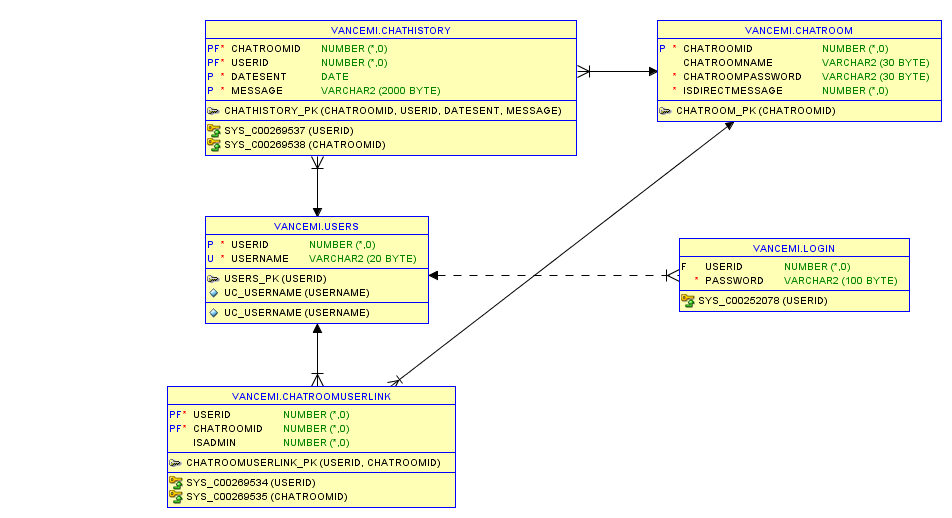 VANCEMI.CHATHISTORY
PF* CHATROOMID NUMBER (*,0)
PF* USERID NUMBER (*,0)
P * DATESENT DATE
P * MESSAGE VARCHAR2 (2000 BYTE)
CHATHISTORY_PK (CHATROOMID, USERID, DATESENT, MESSAGE)
SYS_C00269537 (USERID)
SYS_C00269538 (CHATROOMID)
VANCEMI.CHATROOM
P * CHATROOMID NUMBER (*,0)
CHATROOMNAME VARCHAR2 (30 BYTE)
* CHATROOMPASSWORD VARCHAR2 (30 BYTE)
* ISDIRECTMESSAGE NUMBER (*,0)
CHATROOM_PK (CHATROOMID)
VANCEMI.USERS
P * USERID NUMBER (*,0)
U * USERNAME VARCHAR2 (20 BYTE)
USERS_PK (USERID)
UC_USERNAME (USERNAME)
UC_USERNAME (USERNAME)
VANCEMI.LOGIN
F USERID NUMBER (*,0)
* PASSWORD VARCHAR2 (100 BYTE)
SYS_C00252078 (USERID)
VANCEMI.CHATROOMUSERLINK
PF* USERID NUMBER (*,0)
PF* CHATROOMID NUMBER (*,0)
ISADMIN NUMBER (*,0)
CHATROOMUSERLINK_PK (USERID, CHATROOMID)
SYS_C00269534 (USERID)
SYS_C00269535 (CHATROOMID)